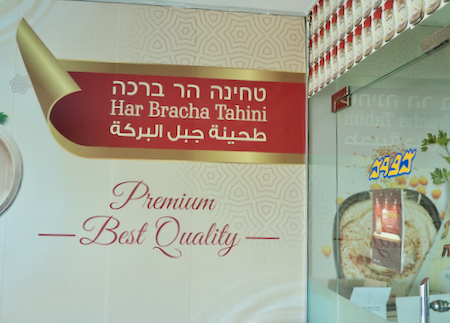 טחינה הר ברכה
Har Bracha Tahini
طحينة جبل البركة
Premium
Best Quality